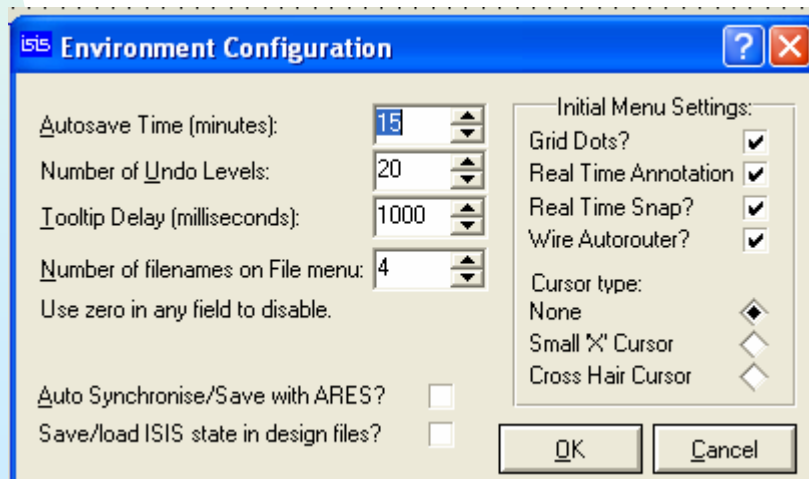 isis Environment Configuration
Autosave Time (minutes): 15
Number of Undo Levels: 20
Tooltip Delay (milliseconds): 1000
Number of filenames on File menu: 4
Use zero in any field to disable.
Auto Synchronise/Save with ARES?
Save/load ISIS state in design files?
Initial Menu Settings:
Grid Dots?
Real Time Annotation
Real Time Snap?
Wire Autorouter?
Cursor type:
None
Small 'X' Cursor
Cross Hair Cursor
OK Cancel